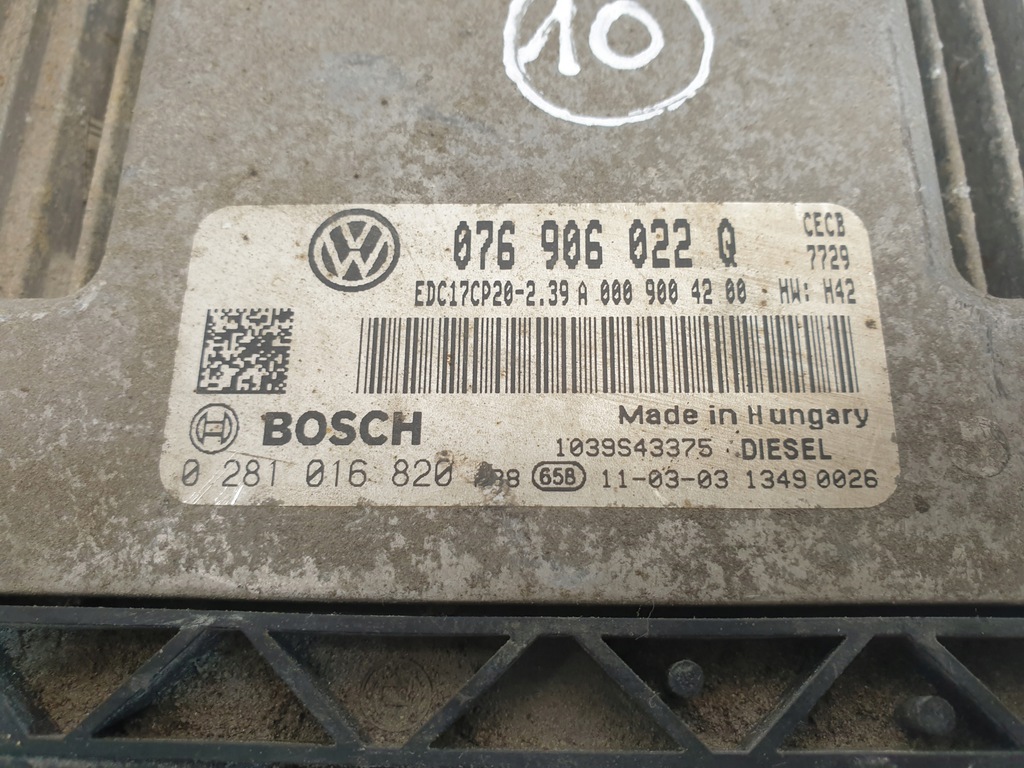 10
076 906 022 Q
CECB
7729
EDC17CP20-2.39 A 000 900 42 00 · HW: H42
BOSCH
Made in Hungary
1039S43375 · DIESEL
0 281 016 820 65B 11-03-03 1349 0026